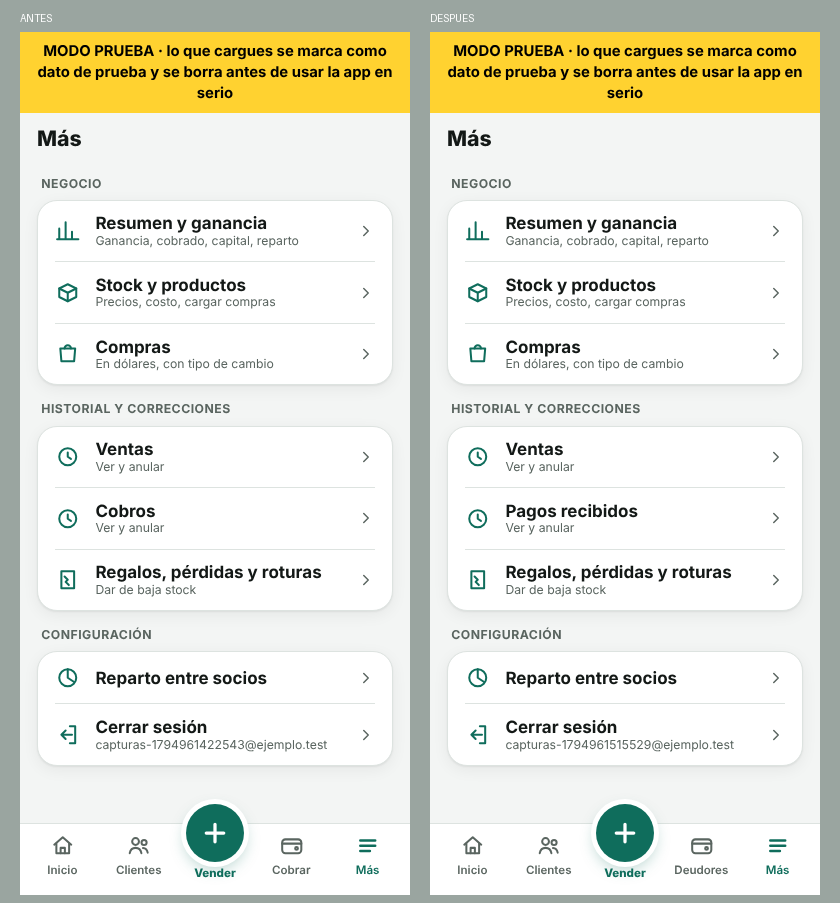 ANTES
MODO PRUEBA · lo que cargues se marca como
dato de prueba y se borra antes de usar la app en
serio
Más
NEGOCIO
Resumen y ganancia
Ganancia, cobrado, capital, reparto
Stock y productos
Precios, costo, cargar compras
Compras
En dólares, con tipo de cambio
HISTORIAL Y CORRECCIONES
Ventas
Ver y anular
Cobros
Ver y anular
Regalos, pérdidas y roturas
Dar de baja stock
CONFIGURACIÓN
Reparto entre socios
Cerrar sesión
capturas-1794961422543@ejemplo.test
Inicio
Clientes
Vender
Cobrar
Más
DESPUES
MODO PRUEBA · lo que cargues se marca como
dato de prueba y se borra antes de usar la app en
serio
Más
NEGOCIO
Resumen y ganancia
Ganancia, cobrado, capital, reparto
Stock y productos
Precios, costo, cargar compras
Compras
En dólares, con tipo de cambio
HISTORIAL Y CORRECCIONES
Ventas
Ver y anular
Pagos recibidos
Ver y anular
Regalos, pérdidas y roturas
Dar de baja stock
CONFIGURACIÓN
Reparto entre socios
Cerrar sesión
capturas-1794961515529@ejemplo.test
Inicio
Clientes
Vender
Deudores
Más